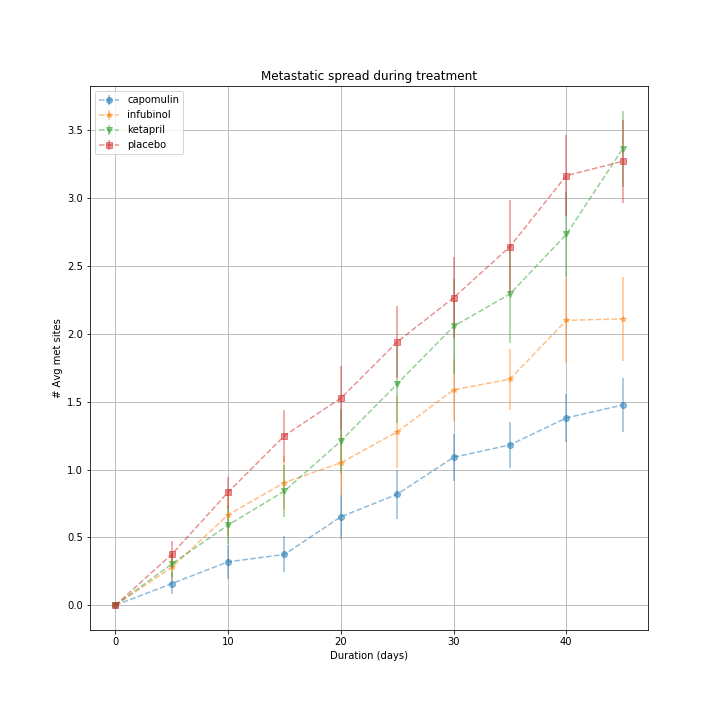 Metastatic spread during treatment
capomulin
infubinol
ketapril
placebo
# Avg met sites
3.5
3.0
2.5
2.0
1.5
1.0
0.5
0.0
0 10 20 30 40
Duration (days)